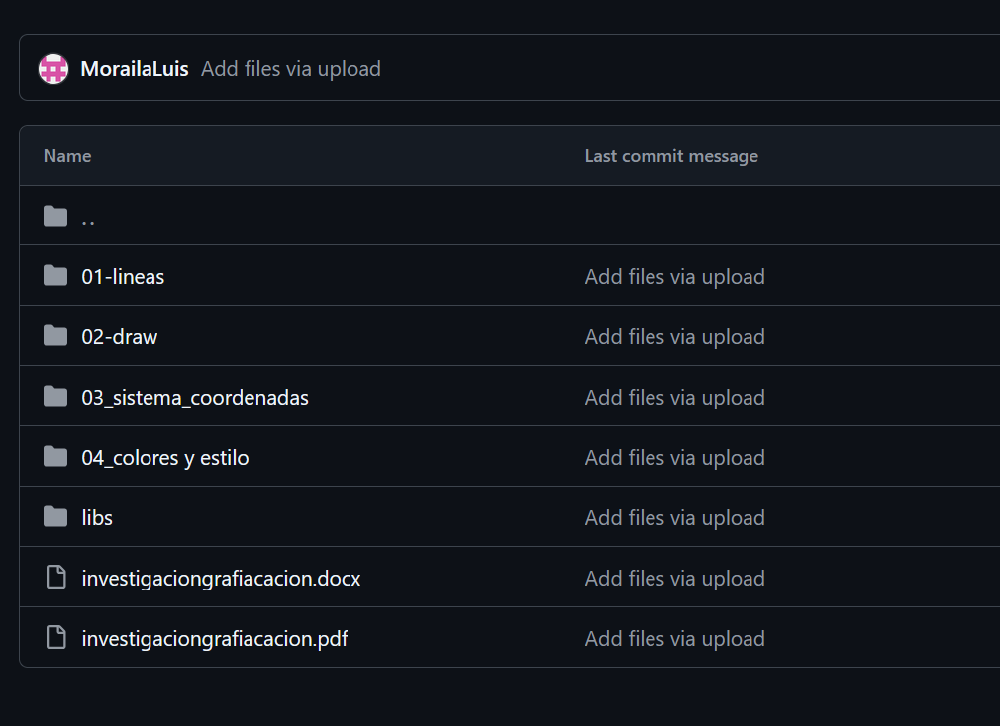 MorailaLuis Add files via upload
Name Last commit message
..
01-lineas Add files via upload
02-draw Add files via upload
03_sistema_coordenadas Add files via upload
04_colores y estilo Add files via upload
libs Add files via upload
investigaciongrafiacacion.docx Add files via upload
investigaciongrafiacacion.pdf Add files via upload